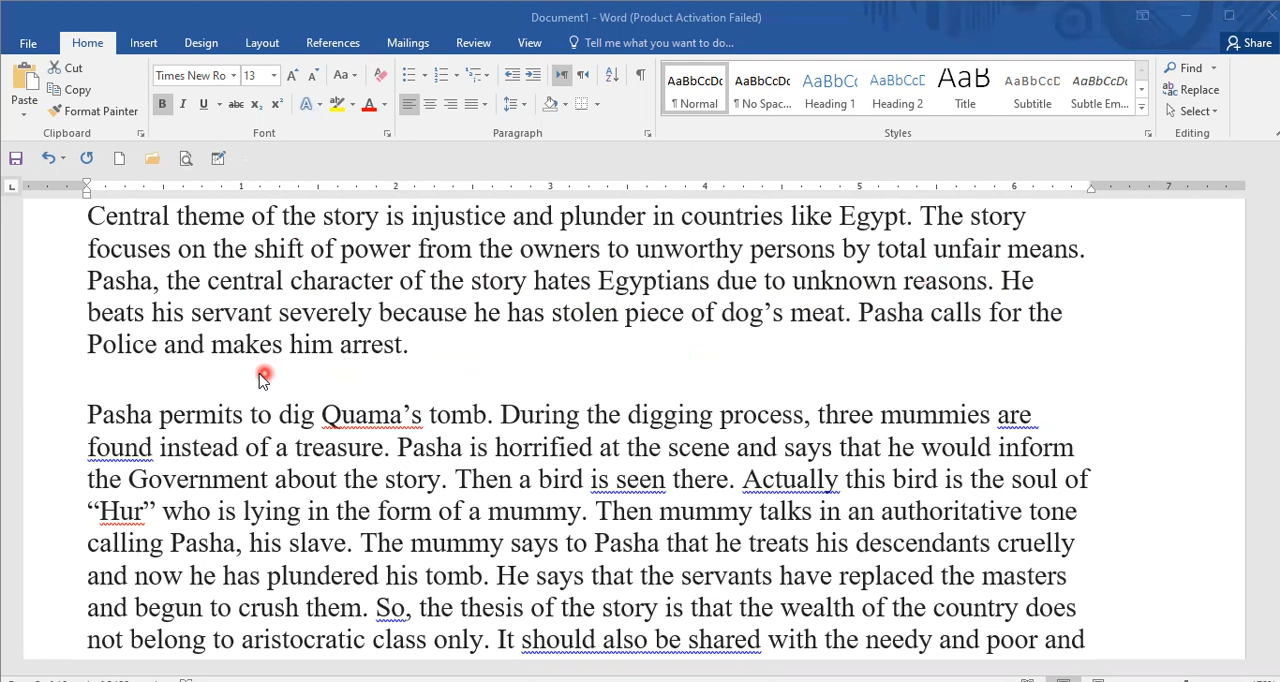 Document1 - Word (Product Activation Failed)
File Home Insert Design Layout References Mailings Review View Tell me what you want to do... Share
Paste Cut Copy Format Painter Clipboard
Times New Ro 13 Aa
B I U abc X₂ X² A ab A Font
Paragraph
AaBbCcDc AaBbCcDc AaBbCc AaBbCcD AaB AaBbCcD AaBbCcDc
¶ Normal ¶ No Spac... Heading 1 Heading 2 Title Subtitle Subtle Em...
Styles
Find Replace Select Editing
1 2 3 4 5 6 7
Central theme of the story is injustice and plunder in countries like Egypt. The story
focuses on the shift of power from the owners to unworthy persons by total unfair means.
Pasha, the central character of the story hates Egyptians due to unknown reasons. He
beats his servant severely because he has stolen piece of dog’s meat. Pasha calls for the
Police and makes him arrest.
Pasha permits to dig Quama’s tomb. During the digging process, three mummies are
found instead of a treasure. Pasha is horrified at the scene and says that he would inform
the Government about the story. Then a bird is seen there. Actually this bird is the soul of
“Hur” who is lying in the form of a mummy. Then mummy talks in an authoritative tone
calling Pasha, his slave. The mummy says to Pasha that he treats his descendants cruelly
and now he has plundered his tomb. He says that the servants have replaced the masters
and begun to crush them. So, the thesis of the story is that the wealth of the country does
not belong to aristocratic class only. It should also be shared with the needy and poor and